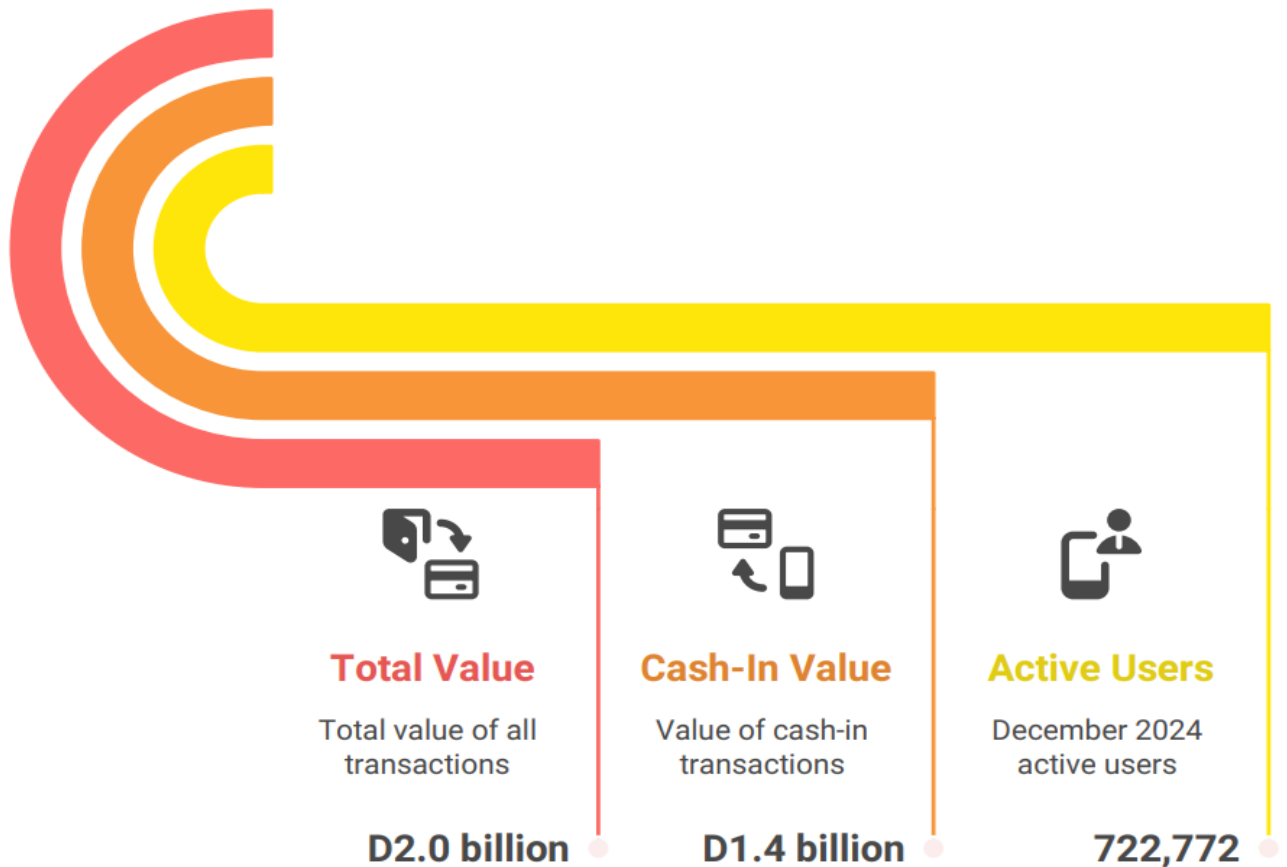 Total Value
Total value of all
transactions
D2.0 billion
Cash-In Value
Value of cash-in
transactions
D1.4 billion
Active Users
December 2024
active users
722,772